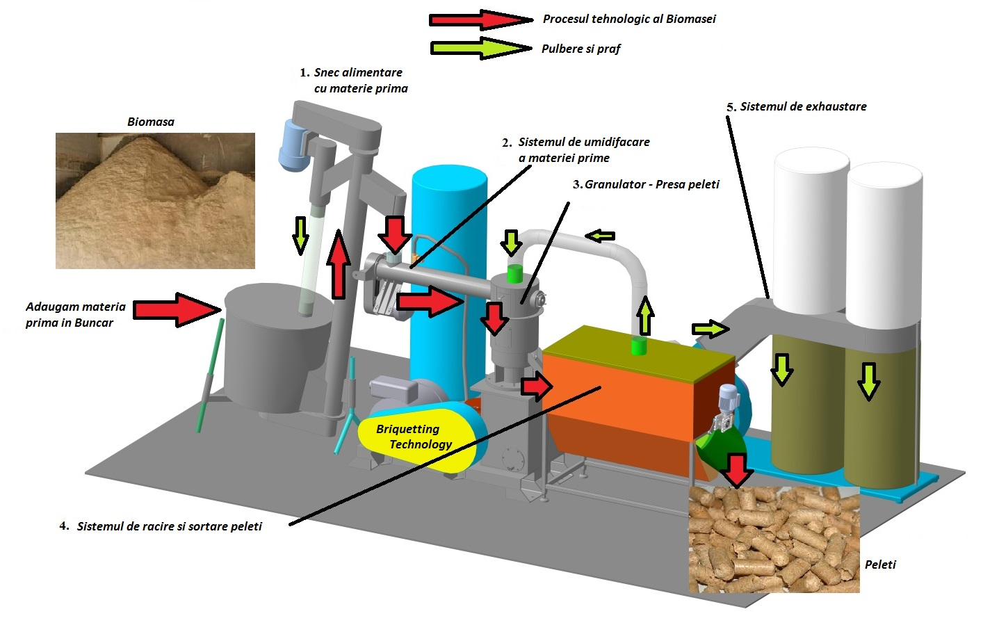 Procesul tehnologic al Biomasei
Pulbere si praf
1. Snec alimentare
cu materie prima
5. Sistemul de exhaustare
Biomasa
2. Sistemul de umidifacare
a materiei prime
3. Granulator - Presa peleti
Adaugam materia
prima in Buncar
Briquetting
Technology
4. Sistemul de racire si sortare peleti
Peleti